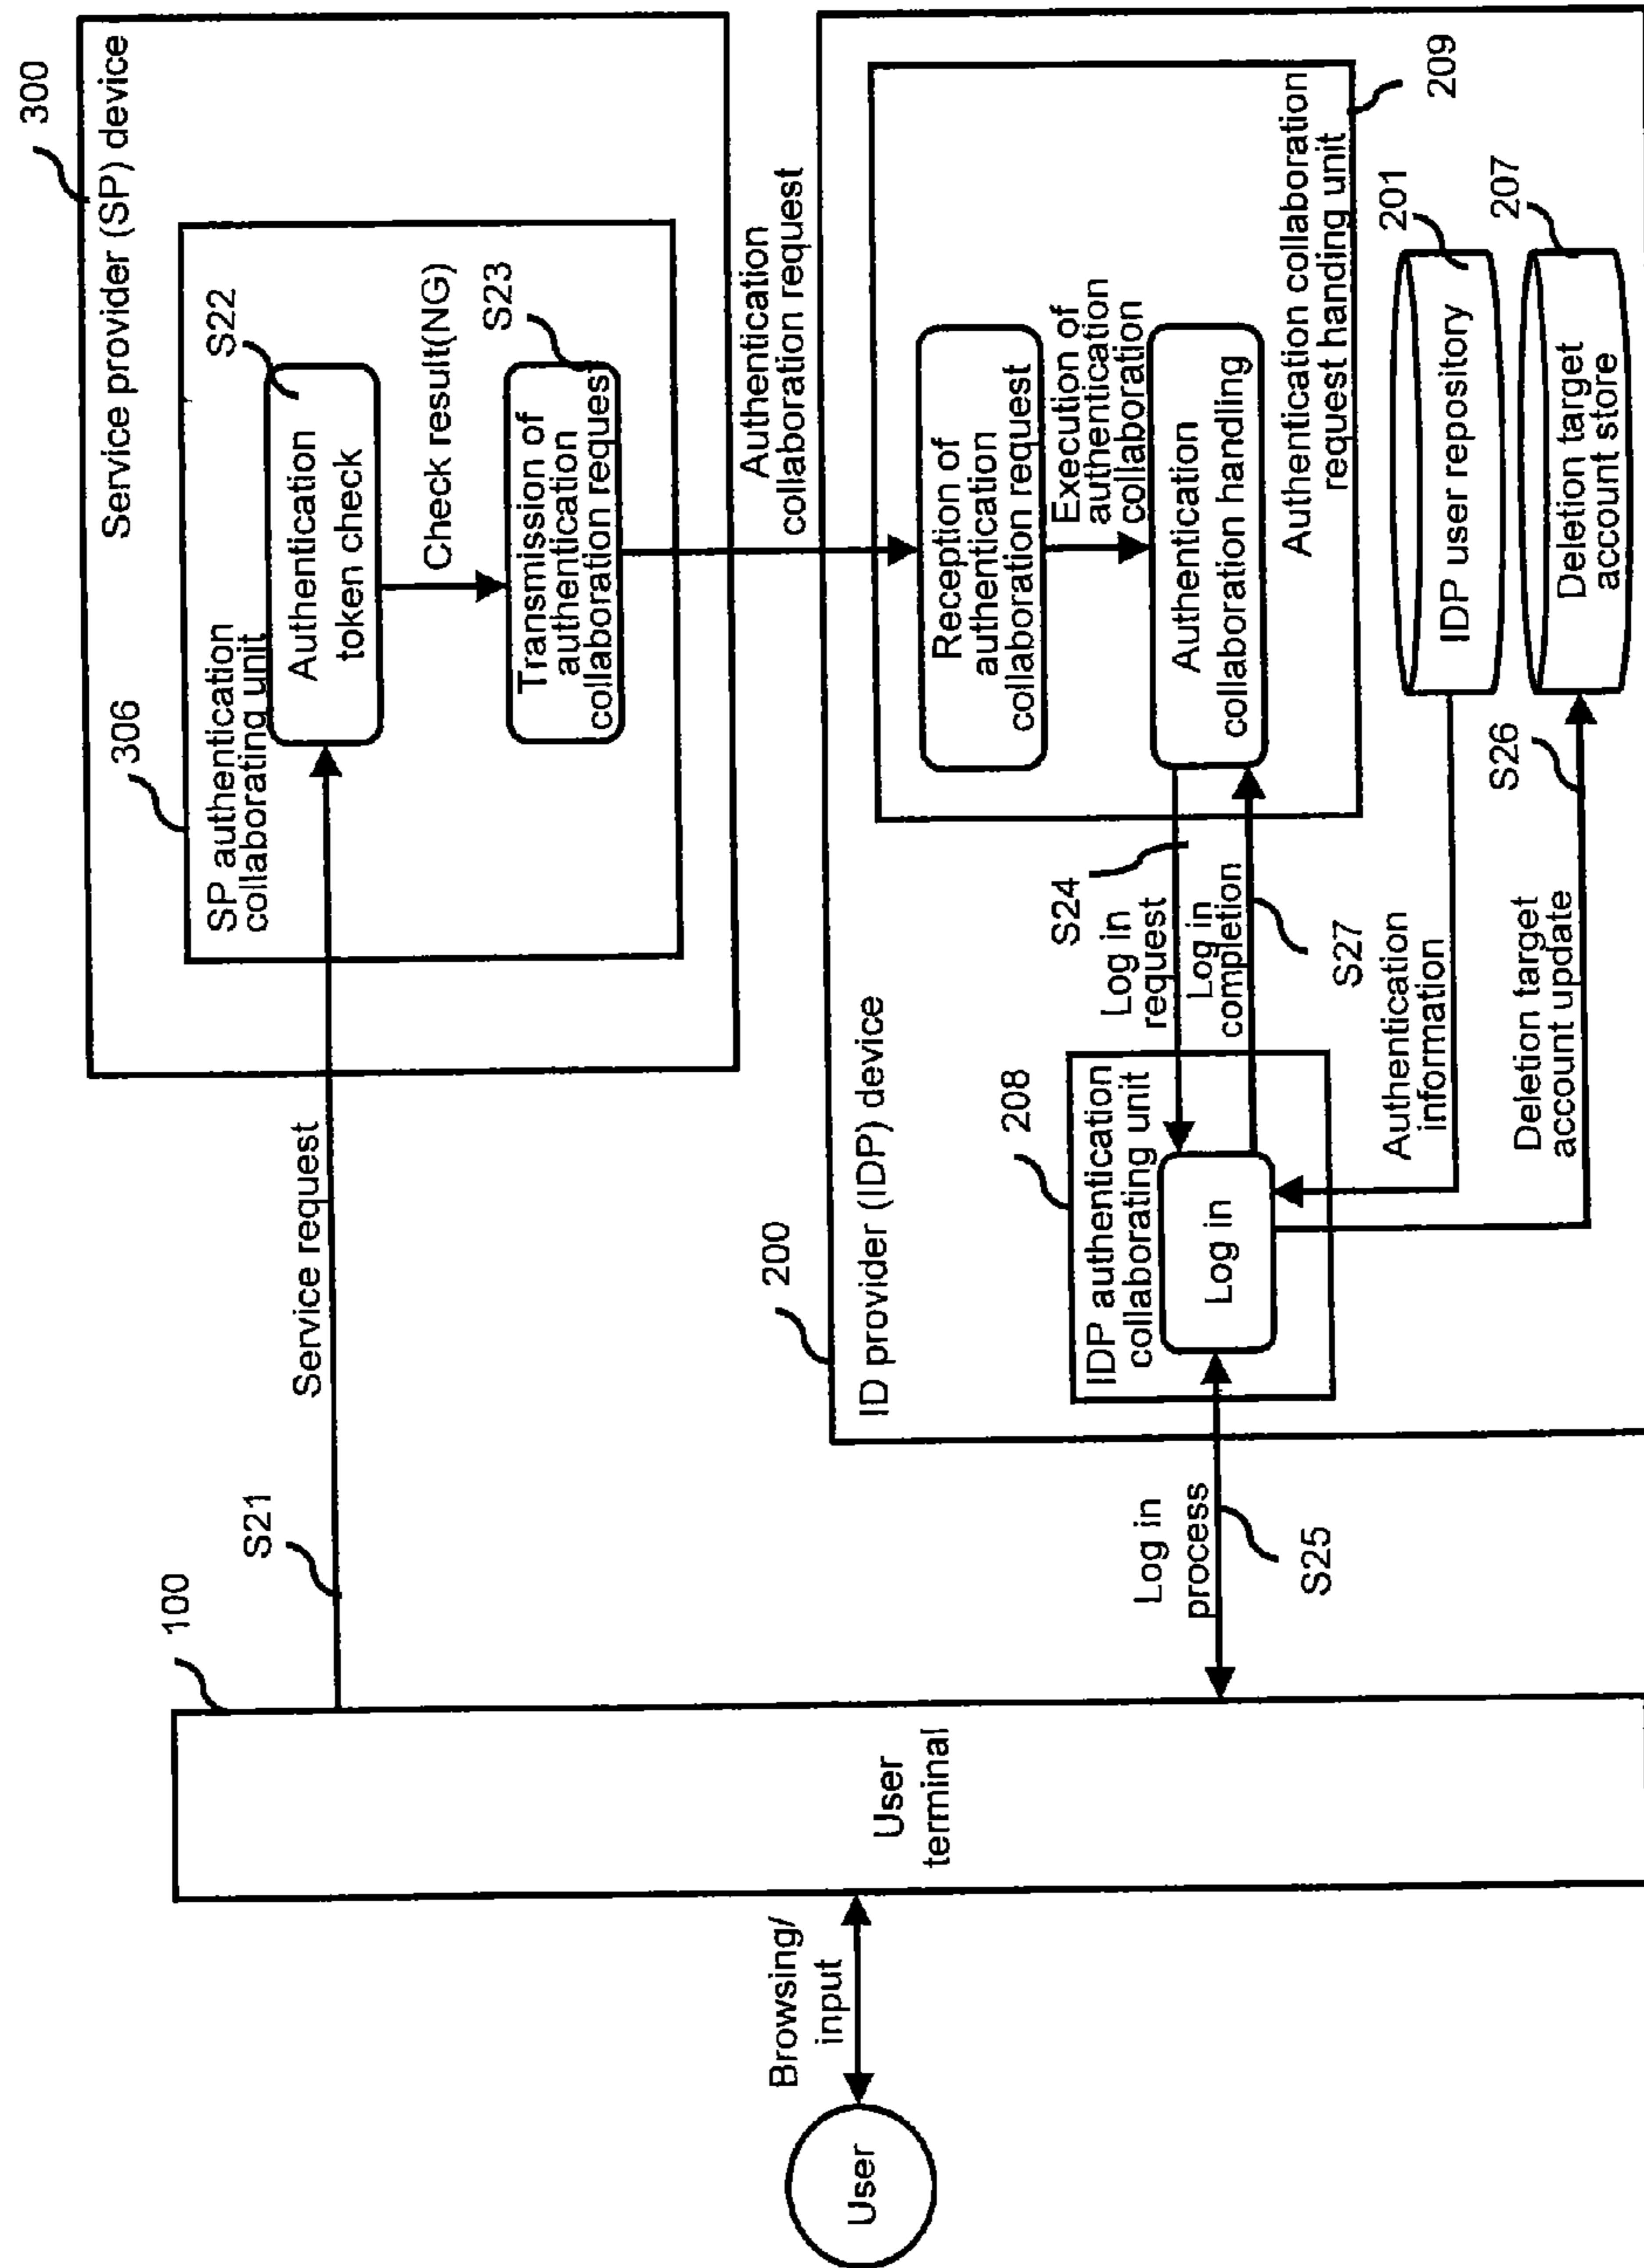 300
Service provider (SP) device
306
SP authentication
collaborating unit
S22
Authentication
token check
Check result(NG)
S23
Transmission of
authentication
collaboration request
Service request
S21
100
User
terminal
Browsing/
input
User
Authentication
collaboration request
200
ID provider (IDP) device
Reception of
authentication
collaboration request
Execution of
authentication
collaboration
Authentication
collaboration handling
Authentication collaboration
request handing unit
209
208
IDP authentication
collaborating unit
Log in
S24
Log in
request
Log in
completion
S27
Log in
process
S25
201
IDP user repository
207
Deletion target
account store
Authentication
information
S26
Deletion target
account update